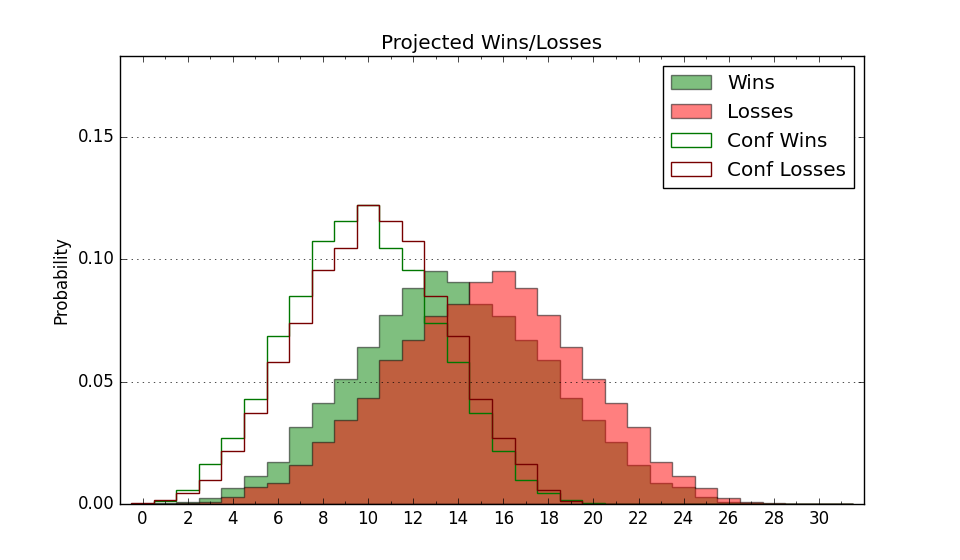 Projected Wins/Losses
Wins
Losses
Conf Wins
Conf Losses
Probability
0.15
0.10
0.05
0.00
0 2 4 6 8 10 12 14 16 18 20 22 24 26 28 30